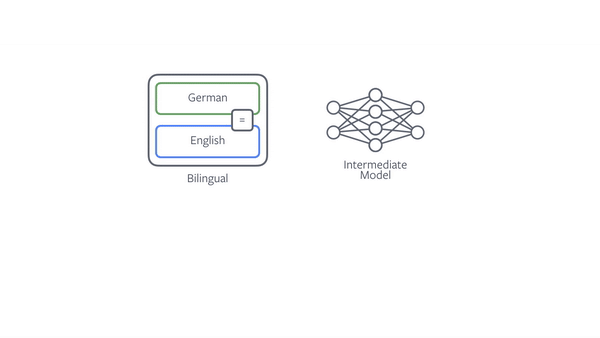 German
=
English
Bilingual
Intermediate
Model